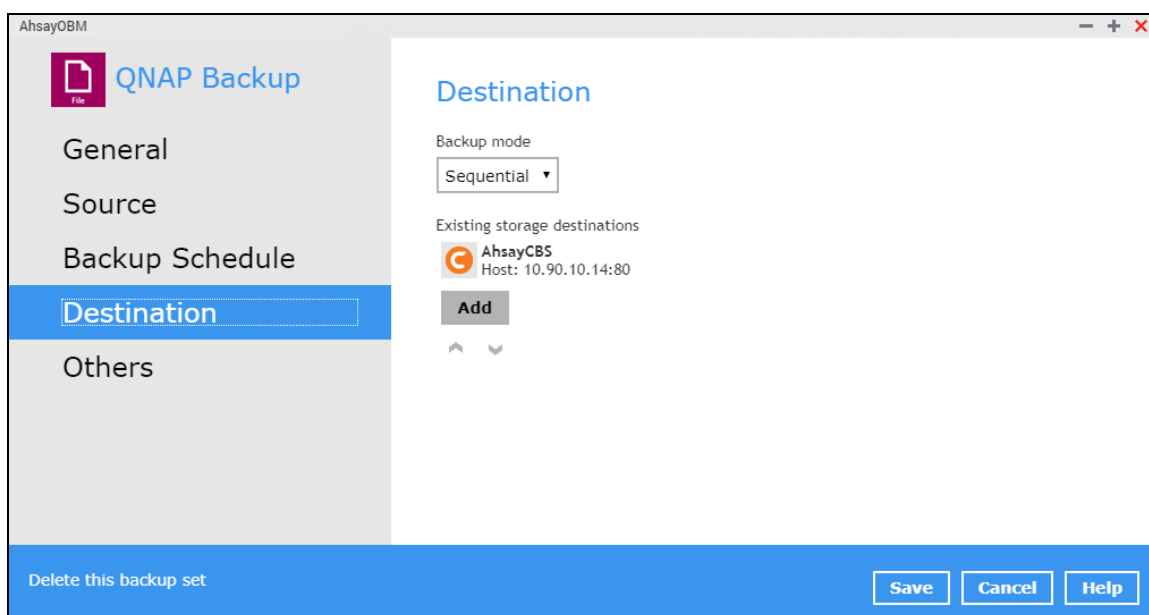 AhsayOBM
File
QNAP Backup
General
Source
Backup Schedule
Destination
Others
Destination
Backup mode
Sequential
Existing storage destinations
C
AhsayCBS
Host: 10.90.10.14:80
Add
Delete this backup set
Save
Cancel
Help